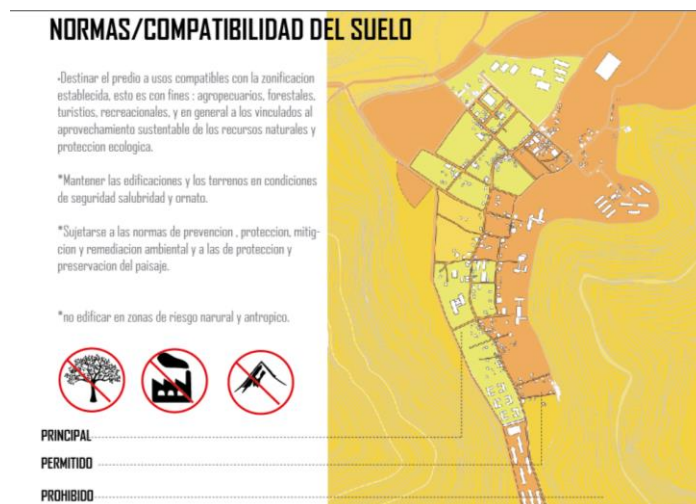 NORMAS/COMPATIBILIDAD DEL SUELO
•Destinar el predio a usos compatibles con la zonificacion
establecida, esto es con fines : agropecuarios, forestales,
turistios, recreacionales, y en general a los vinculados al
aprovechamiento sustentable de los recursos naturales y
proteccion ecologica.
*Mantener las edificaciones y los terrenos en condiciones
de seguridad salubridad y ornato.
*Sujetarse a las normas de prevencion , proteccion, mitig-
cion y remediacion ambiental y a las de proteccion y
preservacion del paisaje.
*no edificar en zonas de riesgo narural y antropico.
PRINCIPAL
PERMITIDO
PROHIBIDO